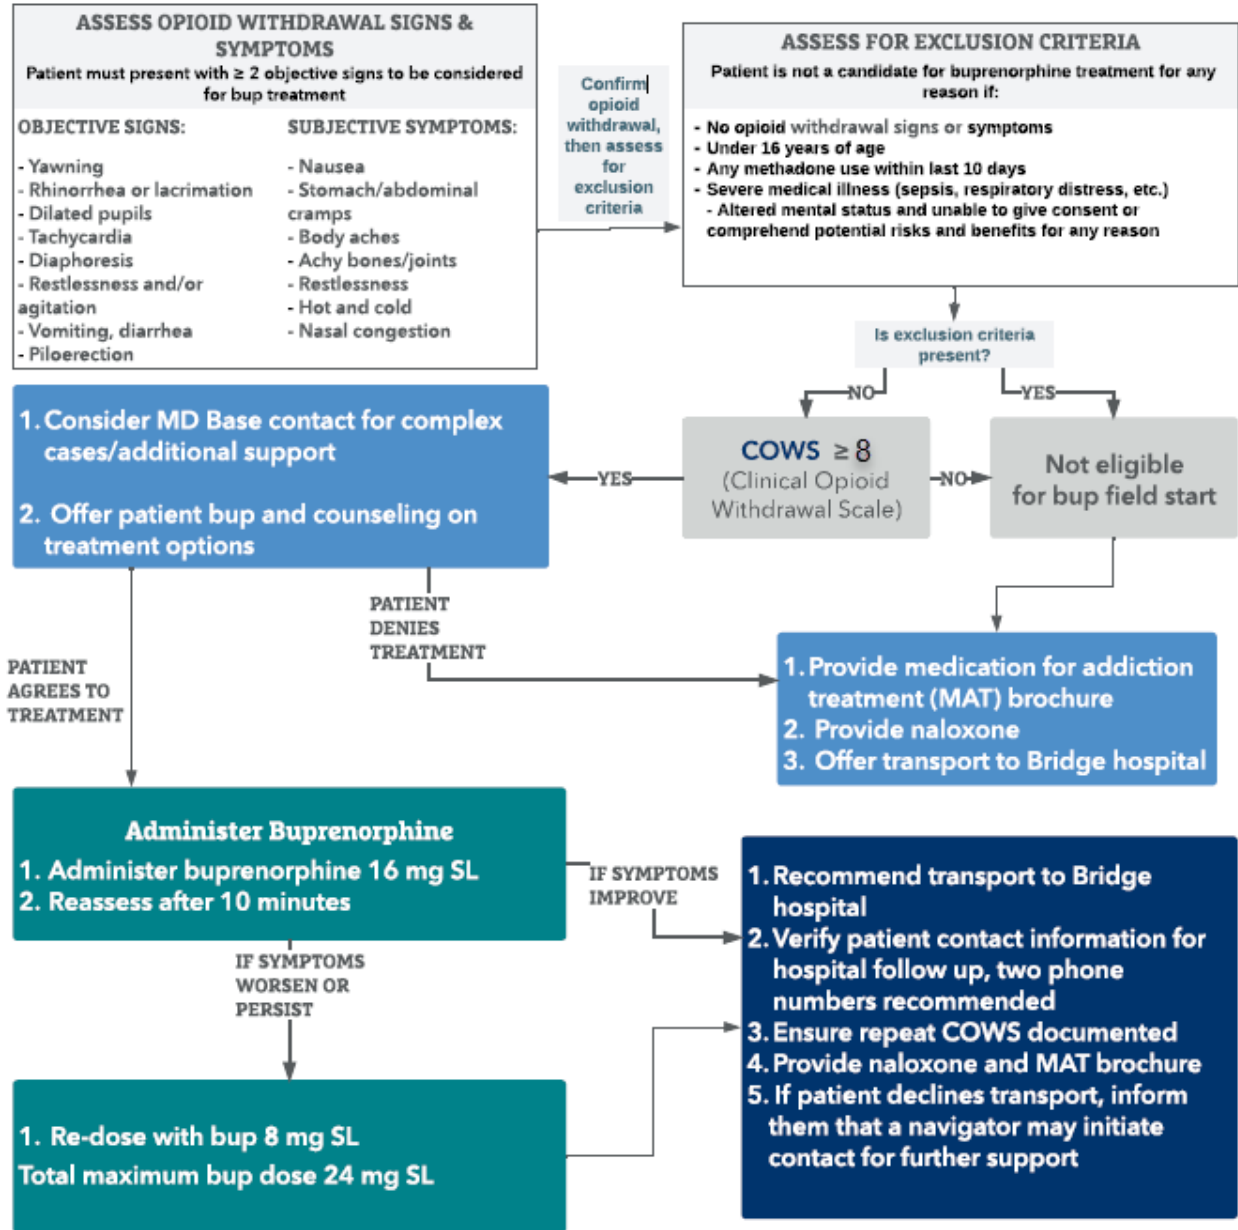 ASSESS OPIOID WITHDRAWAL SIGNS &
SYMPTOMS
Patient must present with ≥ 2 objective signs to be considered
for bup treatment
OBJECTIVE SIGNS:
- Yawning
- Rhinorrhea or lacrimation
- Dilated pupils
- Tachycardia
- Diaphoresis
- Restlessness and/or
agitation
- Vomiting, diarrhea
- Piloerection
SUBJECTIVE SYMPTOMS:
- Nausea
- Stomach/abdominal
cramps
- Body aches
- Achy bones/joints
- Restlessness
- Hot and cold
- Nasal congestion
Confirm
opioid
withdrawal,
then assess
for
exclusion
criteria
ASSESS FOR EXCLUSION CRITERIA
Patient is not a candidate for buprenorphine treatment for any
reason if:
- No opioid withdrawal signs or symptoms
- Under 16 years of age
- Any methadone use within last 10 days
- Severe medical illness (sepsis, respiratory distress, etc.)
- Altered mental status and unable to give consent or
comprehend potential risks and benefits for any reason
Is exclusion criteria
present?
NO
YES
COWS ≥ 8
(Clinical Opioid
Withdrawal Scale)
YES
NO
Not eligible
for bup field start
1. Consider MD Base contact for complex
cases/additional support
2. Offer patient bup and counseling on
treatment options
PATIENT
DENIES
TREATMENT
PATIENT
AGREES TO
TREATMENT
1. Provide medication for addiction
treatment (MAT) brochure
2. Provide naloxone
3. Offer transport to Bridge hospital
Administer Buprenorphine
1. Administer buprenorphine 16 mg SL
2. Reassess after 10 minutes
IF SYMPTOMS
IMPROVE
IF SYMPTOMS
WORSEN OR
PERSIST
1. Re-dose with bup 8 mg SL
Total maximum bup dose 24 mg SL
1. Recommend transport to Bridge
hospital
2. Verify patient contact information for
hospital follow up, two phone
numbers recommended
3. Ensure repeat COWS documented
4. Provide naloxone and MAT brochure
5. If patient declines transport, inform
them that a navigator may initiate
contact for further support